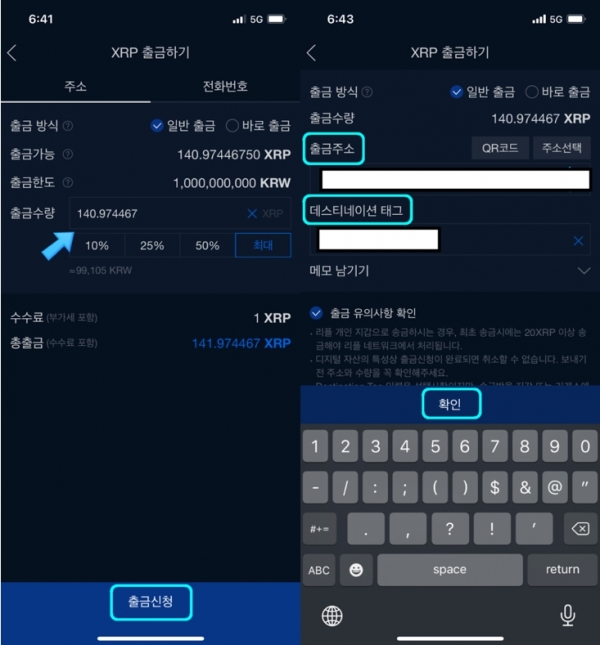 6:41
5G
XRP 출금하기
주소
전화번호
출금 방식 ?
일반 출금
바로 출금
출금가능
140.97446750 XRP
출금한도 ?
1,000,000,000 KRW
출금수량
140.974467
× XRP
10%
25%
50%
최대
≈99,105 KRW
수수료 (부가세 포함)
1 XRP
총출금 (수수료 포함)
141.974467 XRP
출금신청
6:43
5G
XRP 출금하기
출금 방식 ?
일반 출금
바로 출금
출금수량
140.974467 XRP
출금주소
QR코드
주소선택
데스티네이션 태그
×
메모 남기기
출금 유의사항 확인
· 리플 개인 지갑으로 송금하시는 경우, 최초 송금시에는 20XRP 이상 송
금해야 리플 네트워크에서 처리됩니다.
· 디지털 자산의 특성상 출금신청이 완료되면 취소할 수 없습니다. 보내기
전 주소와 수량을 꼭 확인해주세요.
확인
1 2 3 4 5 6 7 8 9 0
- / : ; ( ) $ & @ "
#+= . , ? ! '
ABC
space
return